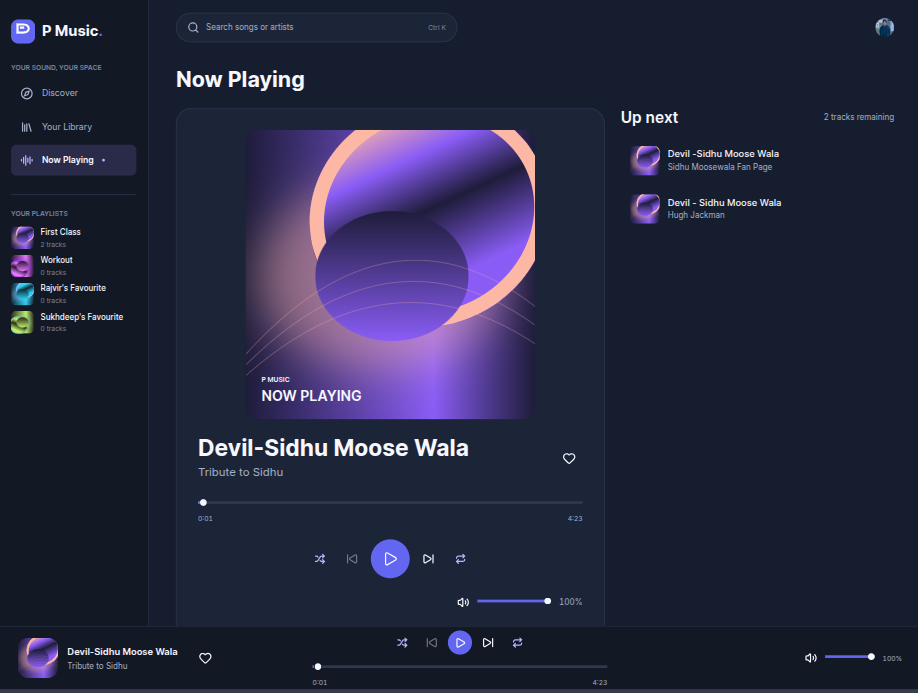 P Music.
Search songs or artists
Ctrl K
YOUR SOUND, YOUR SPACE
Discover
Your Library
Now Playing
YOUR PLAYLISTS
First Class
2 tracks
Workout
0 tracks
Rajvir's Favourite
0 tracks
Sukhdeep's Favourite
0 tracks
Now Playing
P MUSIC
NOW PLAYING
Devil-Sidhu Moose Wala
Tribute to Sidhu
0:01
4:23
100%
Up next
2 tracks remaining
Devil -Sidhu Moose Wala
Sidhu Moosewala Fan Page
Devil - Sidhu Moose Wala
Hugh Jackman
Devil-Sidhu Moose Wala
Tribute to Sidhu
0:01
4:23
100%